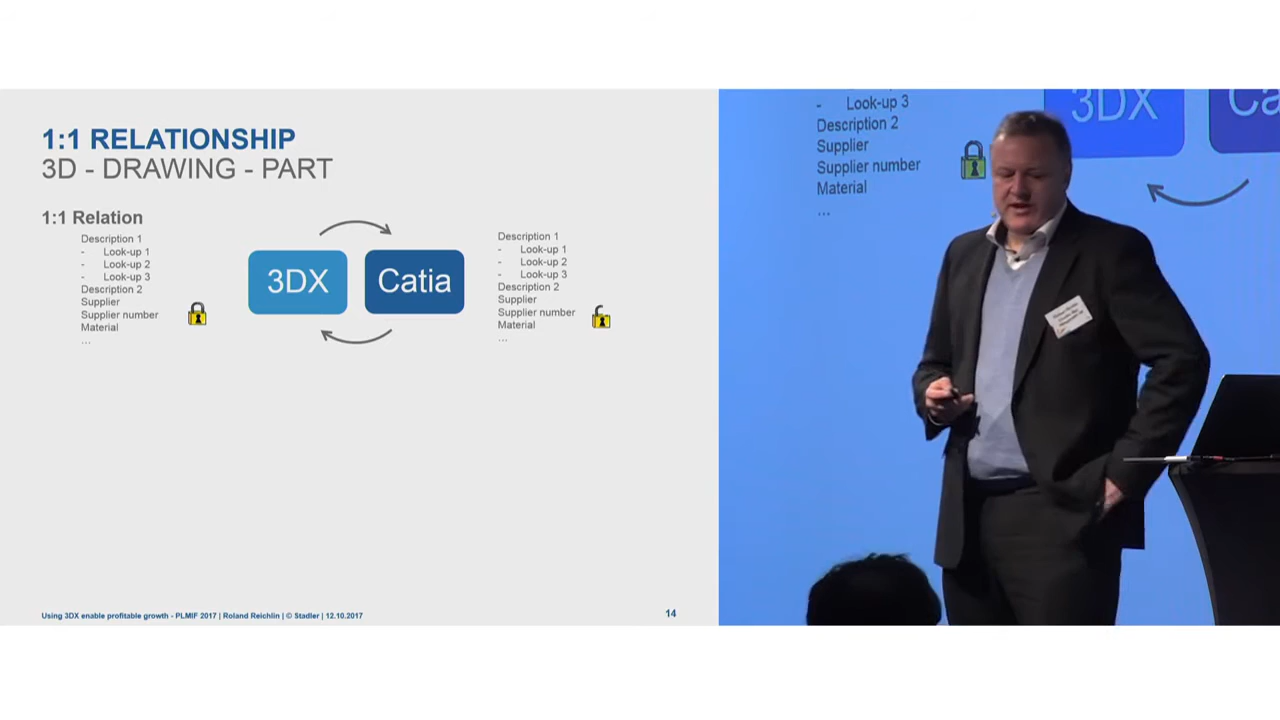 1:1 RELATIONSHIP
3D - DRAWING - PART
1:1 Relation
Description 1
- Look-up 1
- Look-up 2
- Look-up 3
Description 2
Supplier
Supplier number
Material
...
3DX
Catia
Description 1
- Look-up 1
- Look-up 2
- Look-up 3
Description 2
Supplier
Supplier number
Material
...
Using 3DX enable profitable growth - PLMIF 2017 | Roland Reichlin | © Stadler | 12.10.2017
14
- Look-up 3
Description 2
Supplier
Supplier number
Material
...
3DX
Ca